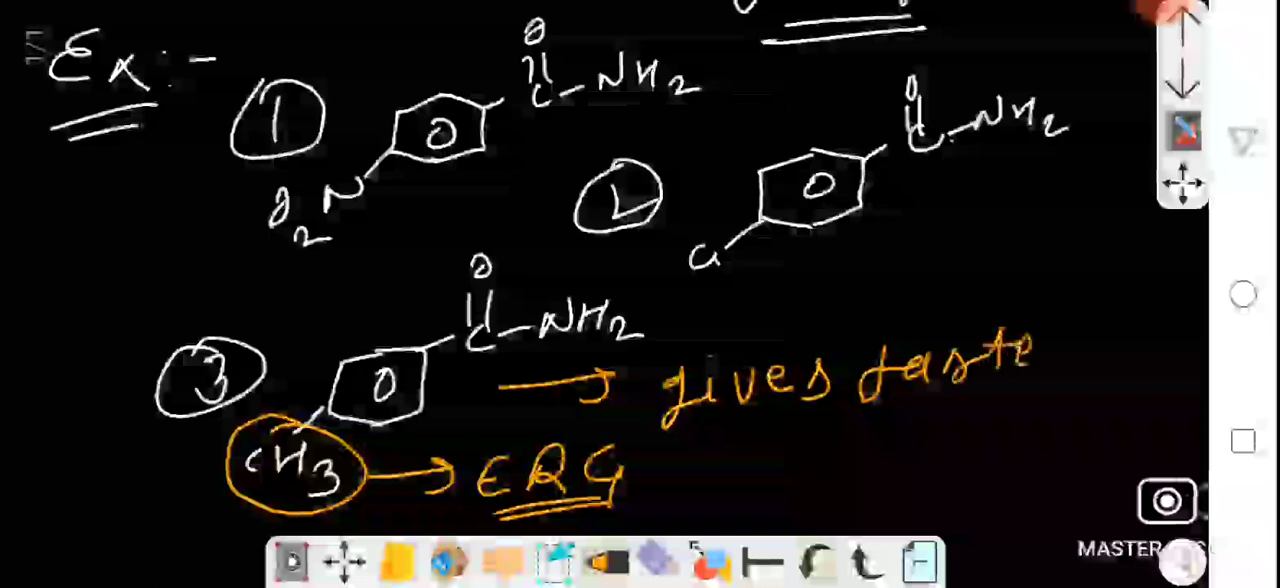 Ex:-
1
O
C-NH2
O2N
2
O
C-NH2
Cl
3
O
C-NH2
→ gives faste
CH3 → ERG
MASTER